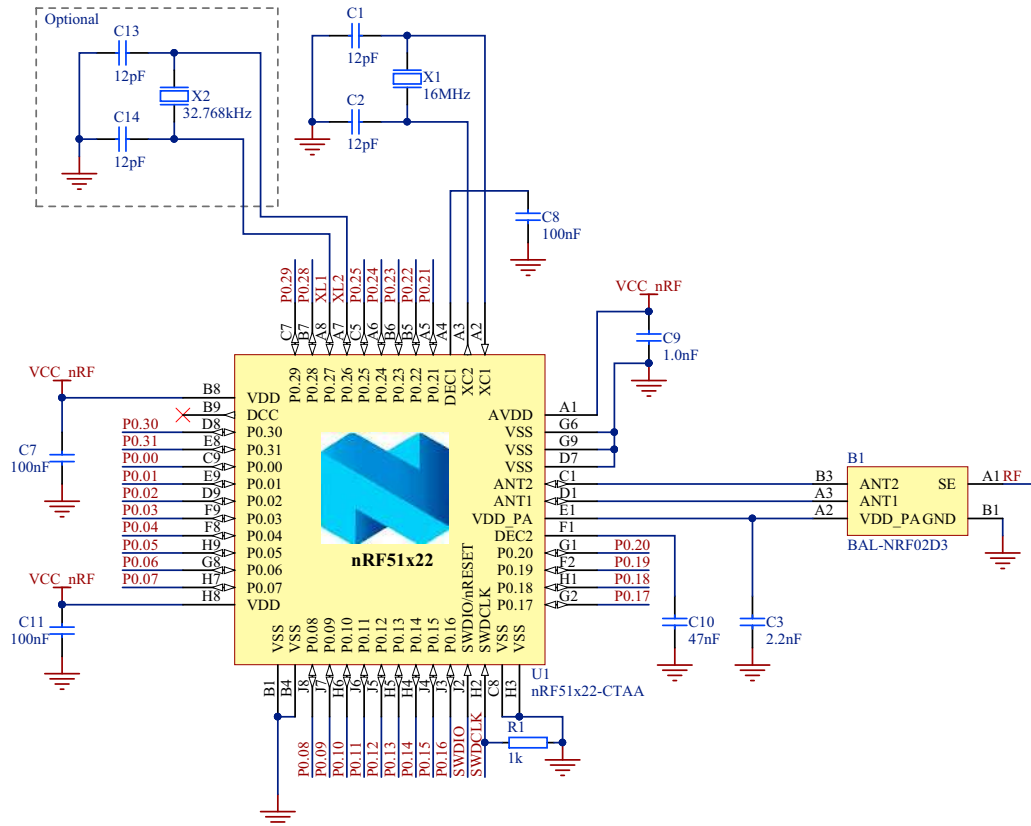 Optional
C13
12pF
X2
32.768kHz
C14
12pF
C1
12pF
X1
16MHz
C2
12pF
C8
100nF
P0.29
P0.28
XL1
XL2
P0.25
P0.24
P0.23
P0.22
P0.21
C7
B7
A8
A7
C5
A6
B6
B5
A5
A4
A3
A2
P0.29
P0.28
P0.27
P0.26
P0.25
P0.24
P0.23
P0.22
P0.21
DEC1
XC2
XC1
VCC_nRF
C9
1.0nF
VCC_nRF
C7
100nF
VCC_nRF
C11
100nF
B8 VDD
B9 DCC
P0.30 D8 P0.30
P0.31 E8 P0.31
P0.00 C9 P0.00
P0.01 E9 P0.01
P0.02 D9 P0.02
P0.03 F9 P0.03
P0.04 F8 P0.04
P0.05 H9 P0.05
P0.06 G8 P0.06
P0.07 H7 P0.07
H8 VDD
nRF51x22
AVDD A1
VSS G6
VSS G9
VSS D7
ANT2 C1
ANT1 D1
VDD_PA E1
DEC2 F1
P0.20 G1 P0.20
P0.19 F2 P0.19
P0.18 H1 P0.18
P0.17 G2 P0.17
B1
B3 ANT2 SE A1 RF
A3 ANT1
A2 VDD_PA GND B1
BAL-NRF02D3
C10
47nF
C3
2.2nF
VSS
VSS
P0.08
P0.09
P0.10
P0.11
P0.12
P0.13
P0.14
P0.15
P0.16
SWDIO/nRESET
SWDCLK
VSS
VSS
U1
nRF51x22-CTAA
B1
B4
J8
J7
H6
J6
J5
H5
H4
J4
J3
J2
H2
C8
H3
P0.08
P0.09
P0.10
P0.11
P0.12
P0.13
P0.14
P0.15
P0.16
SWDIO
SWDCLK
R1
1k